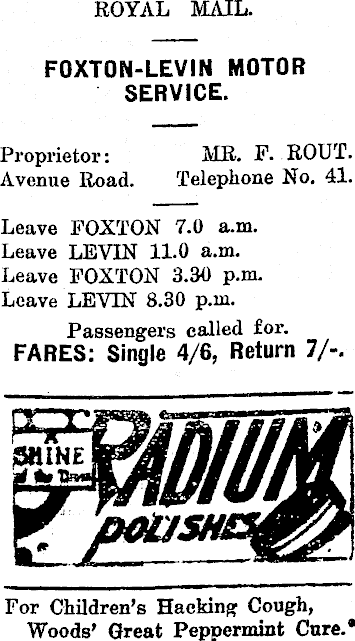 ROYAL MAIL.
FOXTON-LEVIN MOTOR
SERVICE.
Proprietor: MR. F. ROUT.
Avenue Road. Telephone No. 41.
Leave FOXTON 7.0 a.m.
Leave LEVIN 11.0 a.m.
Leave FOXTON 3.30 p.m.
Leave LEVIN 8.30 p.m.
Passengers called for.
FARES: Single 4/6, Return 7/-.
A
SHINE
of the
RADIUM
POLISHES
For Children's Hacking Cough,
Woods' Great Peppermint Cure.*